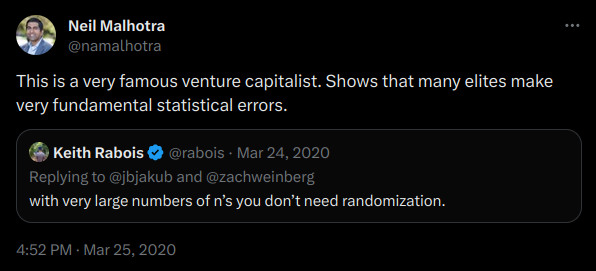 Neil Malhotra
@namalhotra
This is a very famous venture capitalist. Shows that many elites make
very fundamental statistical errors.
Keith Rabois @rabois · Mar 24, 2020
Replying to @jbjakub and @zachweinberg
with very large numbers of n’s you don’t need randomization.
4:52 PM · Mar 25, 2020